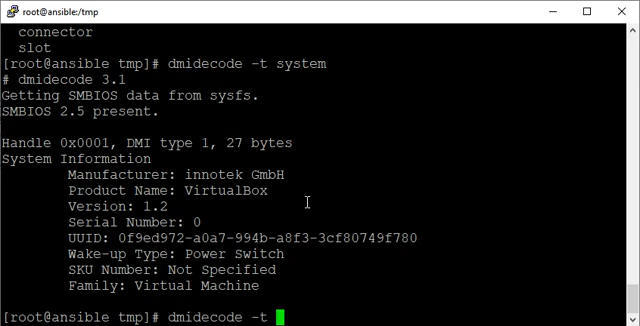 root@ansible:/tmp
connector
slot
[root@ansible tmp]# dmidecode -t system
# dmidecode 3.1
Getting SMBIOS data from sysfs.
SMBIOS 2.5 present.
Handle 0x0001, DMI type 1, 27 bytes
System Information
Manufacturer: innotek GmbH
Product Name: VirtualBox
Version: 1.2
Serial Number: 0
UUID: 0f9ed972-a0a7-994b-a8f3-3cf80749f780
Wake-up Type: Power Switch
SKU Number: Not Specified
Family: Virtual Machine
[root@ansible tmp]# dmidecode -t